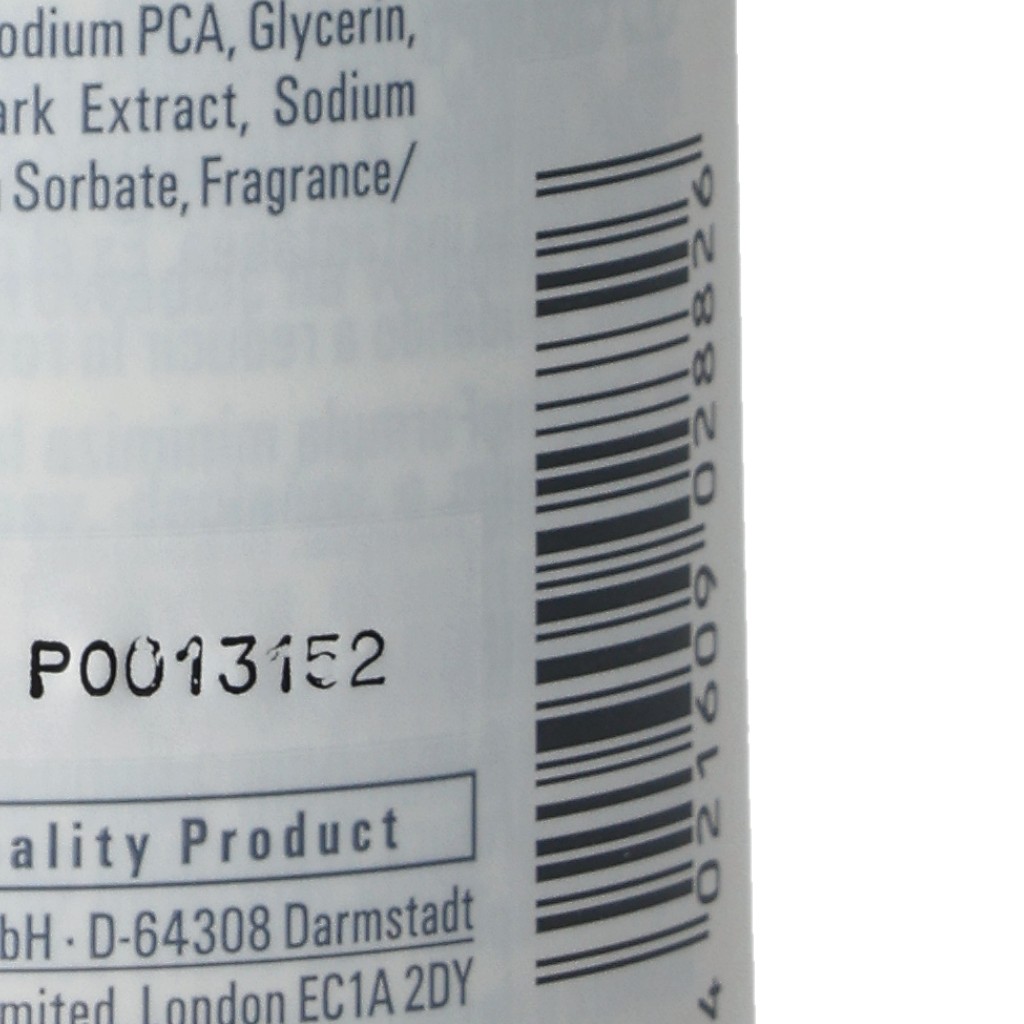 odium PCA, Glycerin,
ark Extract, Sodium
Sorbate, Fragrance/
P0013152
ality Product
bH · D-64308 Darmstadt
mited London EC1A 2DY
4 021609 028826